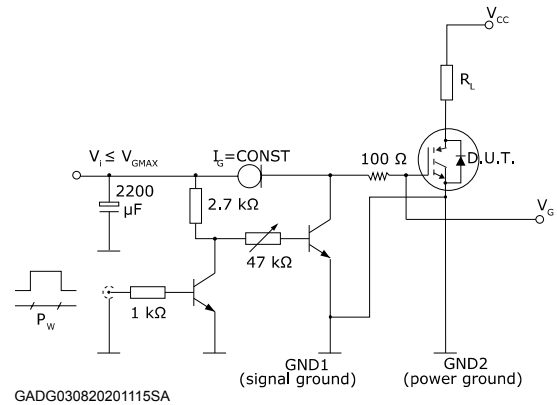 V_CC
R_L
V_i ≤ V_GMAX
I_G=CONST
100 Ω
D.U.T.
2200
μF
2.7 kΩ
V_G
47 kΩ
1 kΩ
P_W
GND1
(signal ground)
GND2
(power ground)
GADG030820201115SA